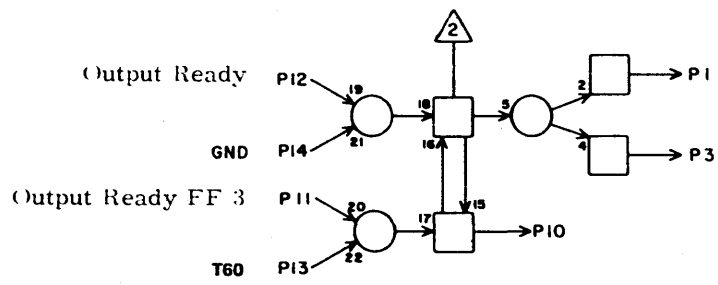 2
Output Ready P12 19 18 5 2 P1
GND P14 21 16 4 P3
Output Ready FF 3 P11 20 17 15 P10
T60 P13 22